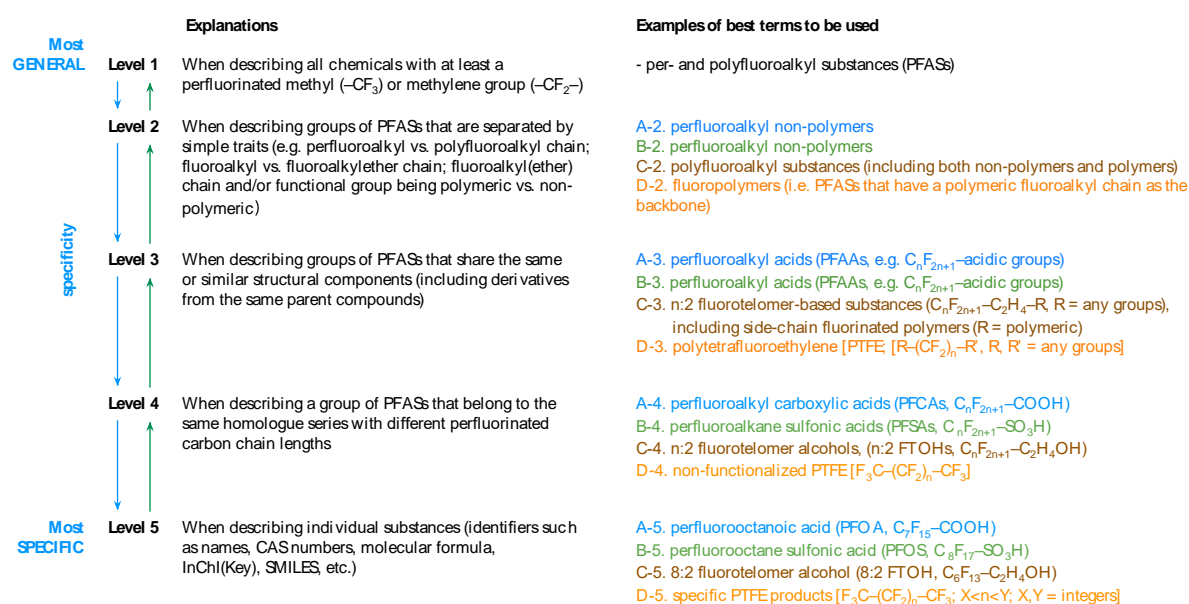 Explanations Examples of best terms to be used
Most
GENERAL
Level 1 When describing all chemicals with at least a - per- and polyfluoroalkyl substances (PFASs)
perfluorinated methyl (–CF₃) or methylene group (–CF₂–)
Level 2 When describing groups of PFASs that are separated by A-2. perfluoroalkyl non-polymers
simple traits (e.g. perfluoroalkyl vs. polyfluoroalkyl chain; B-2. perfluoroalkyl non-polymers
fluoroalkyl vs. fluoroalkylether chain; fluoroalkyl(ether) C-2. polyfluoroalkyl substances (including both non-polymers and polymers)
chain and/or functional group being polymeric vs. non- D-2. fluoropolymers (i.e. PFASs that have a polymeric fluoroalkyl chain as the
polymeric) backbone)
specificity
Level 3 When describing groups of PFASs that share the same A-3. perfluoroalkyl acids (PFAAs, e.g. CₙF₂ₙ₊₁–acidic groups)
or similar structural components (including derivatives B-3. perfluoroalkyl acids (PFAAs, e.g. CₙF₂ₙ₊₁–acidic groups)
from the same parent compounds) C-3. n:2 fluorotelomer-based substances (CₙF₂ₙ₊₁–C₂H₄–R, R = any groups),
including side-chain fluorinated polymers (R = polymeric)
D-3. polytetrafluoroethylene [PTFE; [R–(CF₂)ₙ–R', R, R' = any groups]
Level 4 When describing a group of PFASs that belong to the A-4. perfluoroalkyl carboxylic acids (PFCAs, CₙF₂ₙ₊₁–COOH)
same homologue series with different perfluorinated B-4. perfluoroalkane sulfonic acids (PFSAs, CₙF₂ₙ₊₁–SO₃H)
carbon chain lengths C-4. n:2 fluorotelomer alcohols, (n:2 FTOHs, CₙF₂ₙ₊₁–C₂H₄OH)
D-4. non-functionalized PTFE [F₃C–(CF₂)ₙ–CF₃]
Most
SPECIFIC
Level 5 When describing individual substances (identifiers such A-5. perfluorooctanoic acid (PFOA, C₇F₁₅–COOH)
as names, CAS numbers, molecular formula, B-5. perfluorooctane sulfonic acid (PFOS, C₈F₁₇–SO₃H)
InChI(Key), SMILES, etc.) C-5. 8:2 fluorotelomer alcohol (8:2 FTOH, C₆F₁₃–C₂H₄OH)
D-5. specific PTFE products [F₃C–(CF₂)ₙ–CF₃; X<n<Y; X,Y = integers]